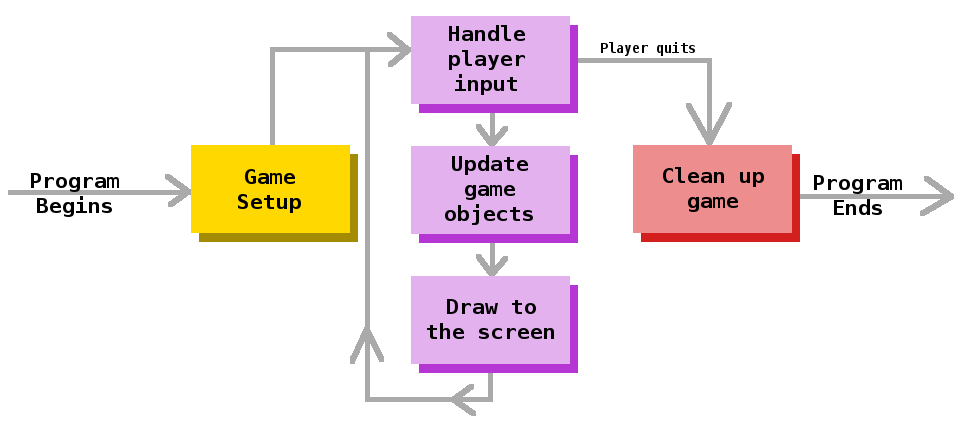 Program
Begins
Game
Setup
Handle
player
input
Update
game
objects
Draw to
the screen
Player quits
Clean up
game
Program
Ends